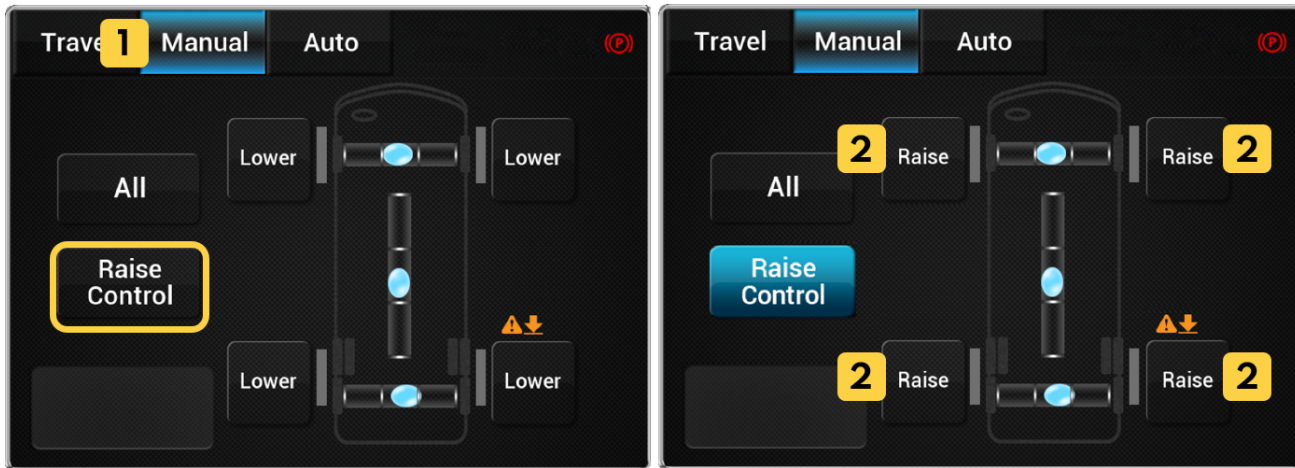 Trave 1 Manual Auto (P)
Lower Lower
All
Raise
Control
Lower Lower
Travel Manual Auto (P)
2 Raise Raise 2
All
Raise
Control
2 Raise Raise 2